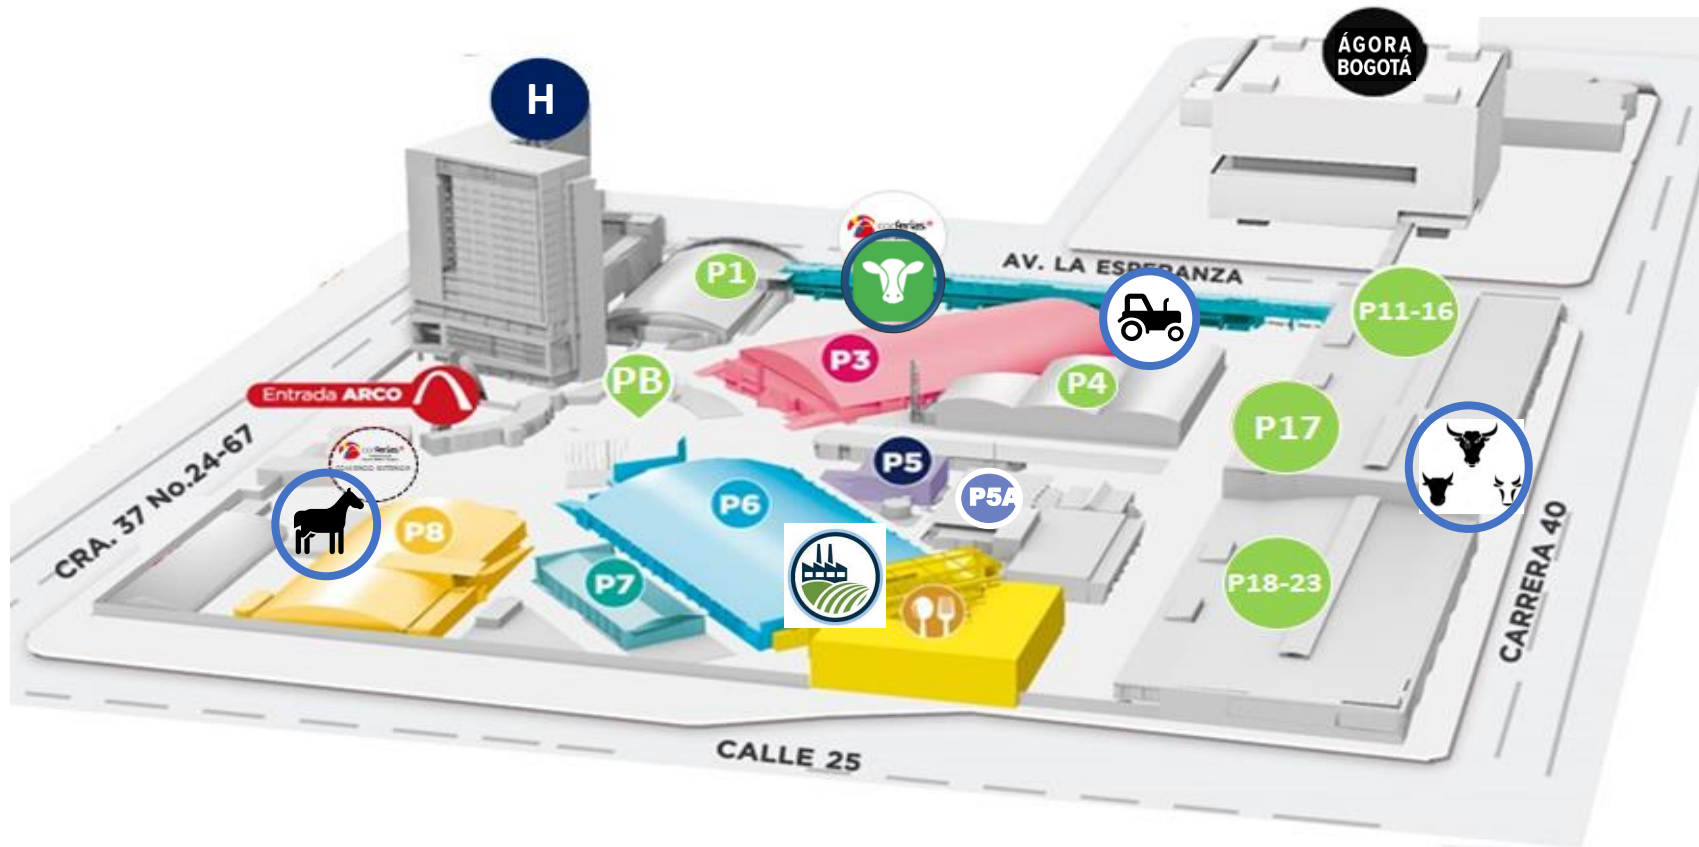 ÁGORA
BOGOTÁ
H
corferias
AV. LA ESPERANZA
P1
P11-16
P3
PB
P4
Entrada ARCO
P17
P5
P5A
P6
CRA. 37 No.24-67
P8
P7
P18-23
CARRERA 40
CALLE 25